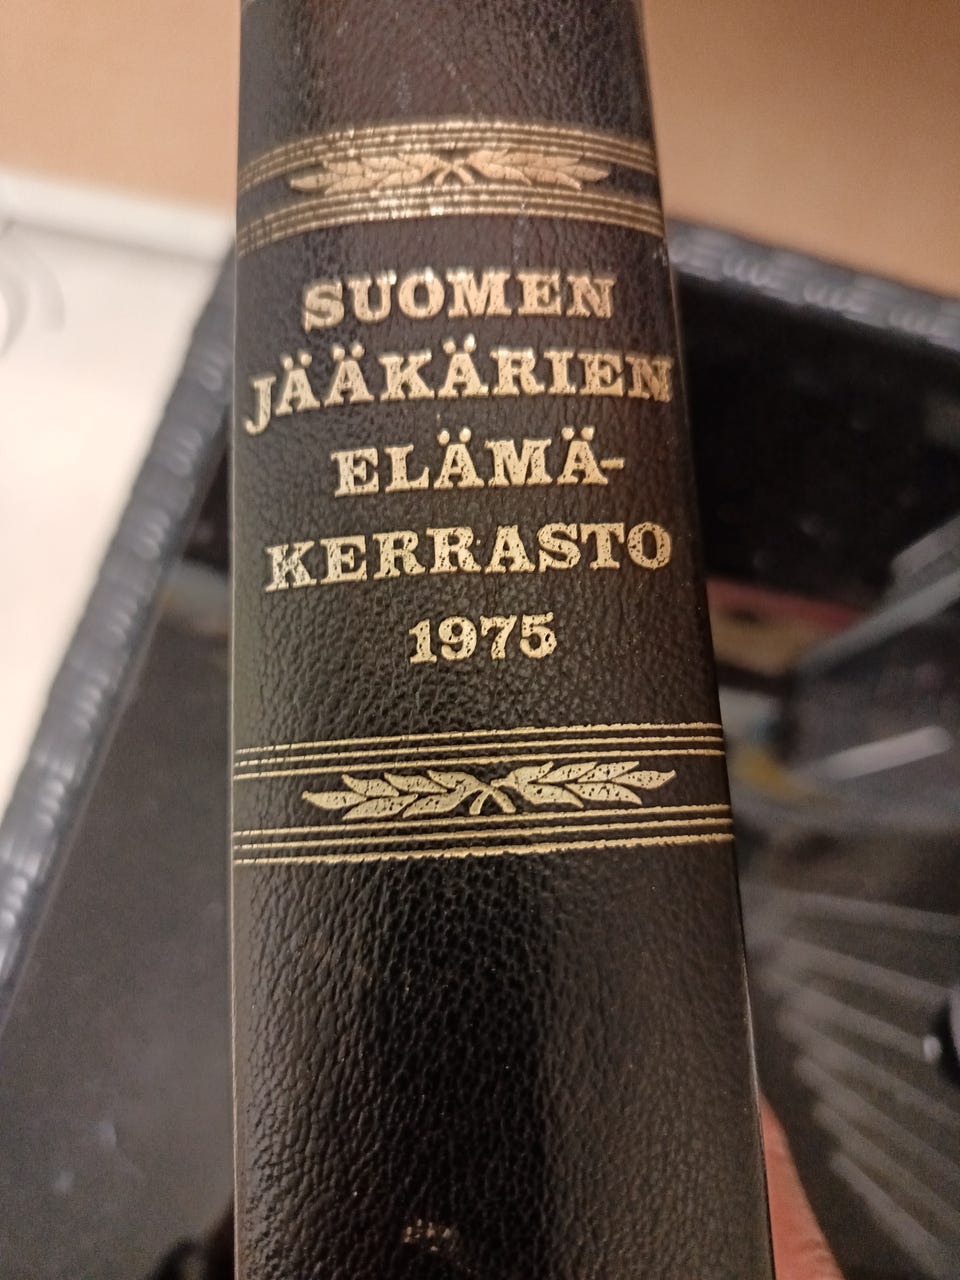 SUOMEN
JÄÄKÄRIEN
ELÄMÄ-
KERRASTO
1975